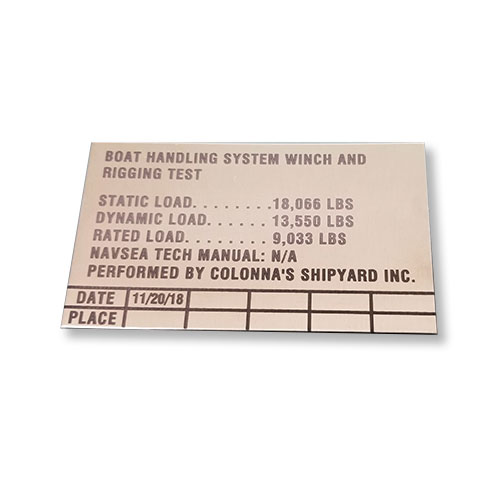 BOAT HANDLING SYSTEM WINCH AND
RIGGING TEST
STATIC LOAD........18,066 LBS
DYNAMIC LOAD...... 13,550 LBS
RATED LOAD........ 9,033 LBS
NAVSEA TECH MANUAL: N/A
PERFORMED BY COLONNA'S SHIPYARD INC.
DATE 11/20/18
PLACE